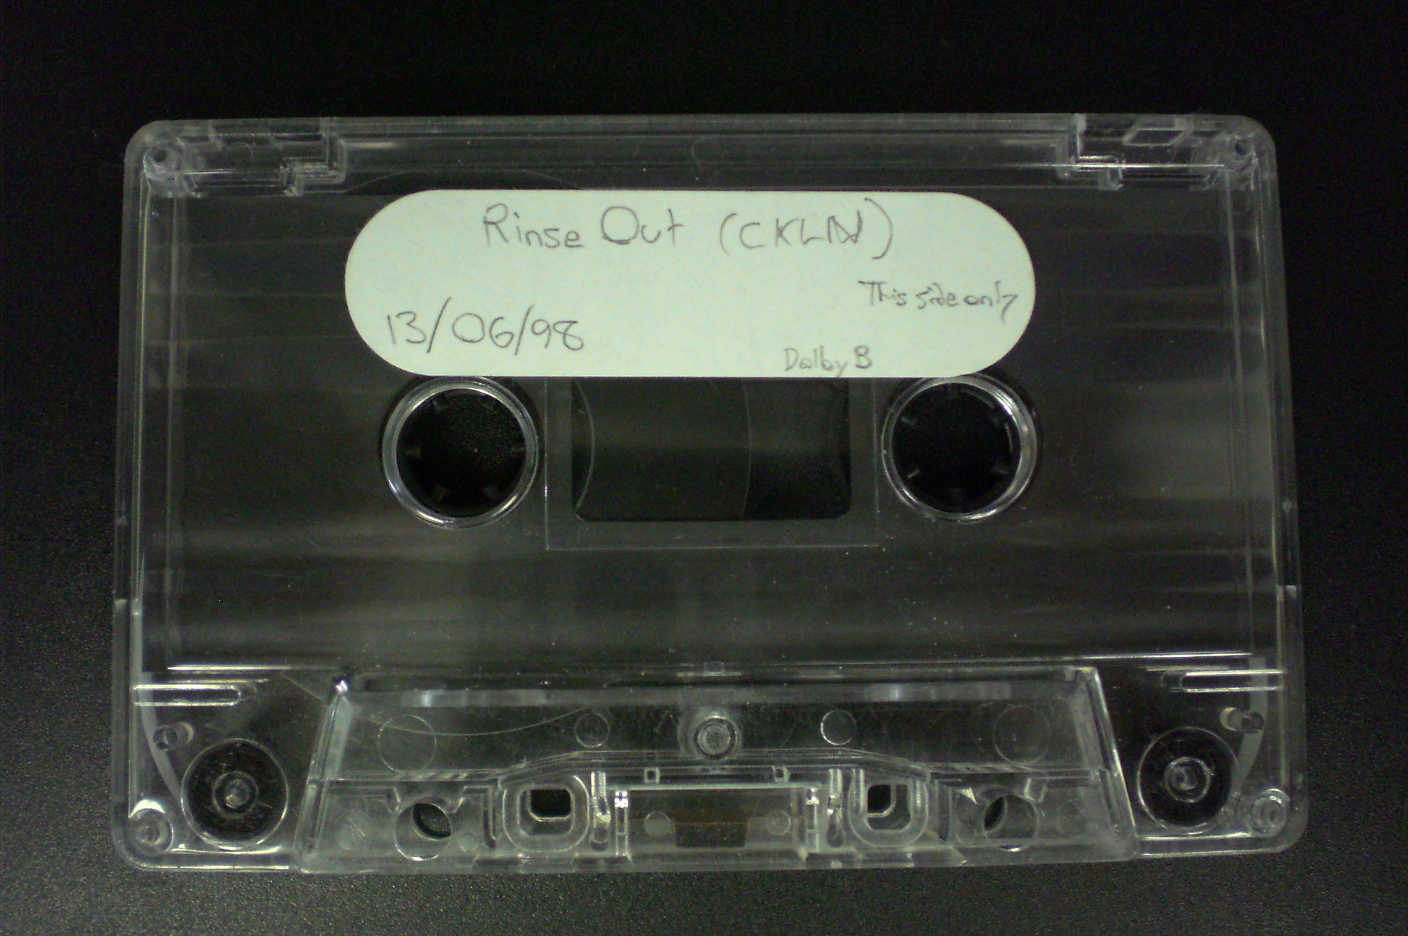 Rinse Out (CKLN)
This side only
13/06/98
Dolby B